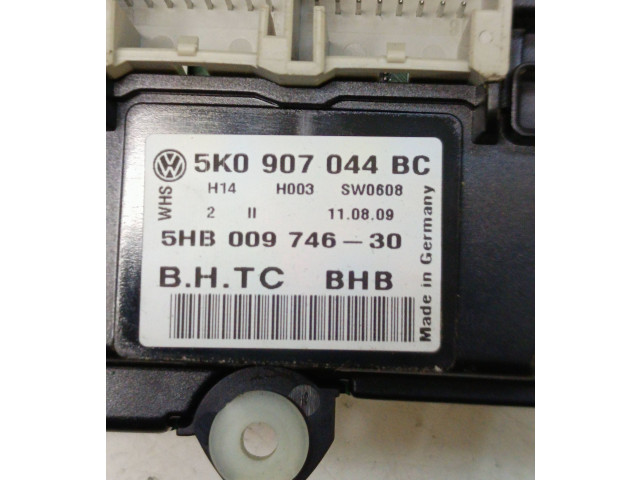 5K0 907 044 BC
H14 H003 SW0608
2 II 11.08.09
5HB 009 746-30
B.H.TC BHB
WHS
Made in Germany